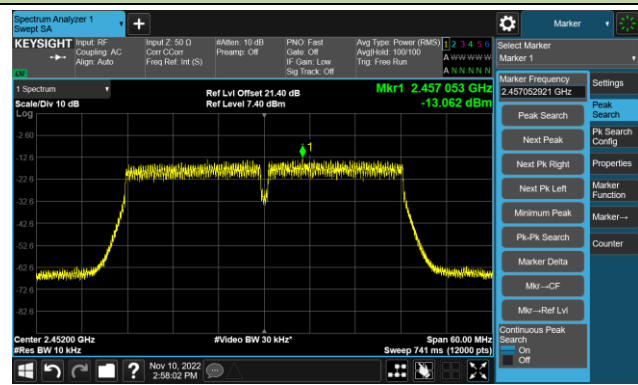 Spectrum Analyzer 1
Swept SA
Marker
KEYSIGHT
Input: RF
Coupling: AC
Align: Auto
Input Z: 50 Ω
Corr CCorr
Freq Ref: Int (S)
#Atten: 10 dB
Preamp: Off
PNO: Fast
Gate: Off
IF Gain: Low
Sig Track: Off
Avg Type: Power (RMS)
Avg|Hold: 100/100
Trig: Free Run
1 2 3 4 5 6
A W W W W W
A N N N N N
LVI
Select Marker
Marker 1
1 Spectrum
Scale/Div 10 dB
Log
Ref Lvl Offset 21.40 dB
Ref Level 7.40 dBm
Mkr1 2.457 053 GHz
-13.062 dBm
1
-2.60
-12.6
-22.6
-32.6
-42.6
-52.6
-62.6
-72.6
-82.6
Center 2.45200 GHz
#Res BW 10 kHz
#Video BW 30 kHz*
Span 60.00 MHz
Sweep 741 ms (12000 pts)
Marker Frequency
2.457052921 GHz
Peak Search
Next Peak
Next Pk Right
Next Pk Left
Minimum Peak
Pk-Pk Search
Marker Delta
Mkr→CF
Mkr→Ref Lvl
Continuous Peak
Search
On
Off
Settings
Peak
Search
Pk Search
Config
Properties
Marker
Function
Marker→
Counter
Nov 10, 2022
2:58:02 PM